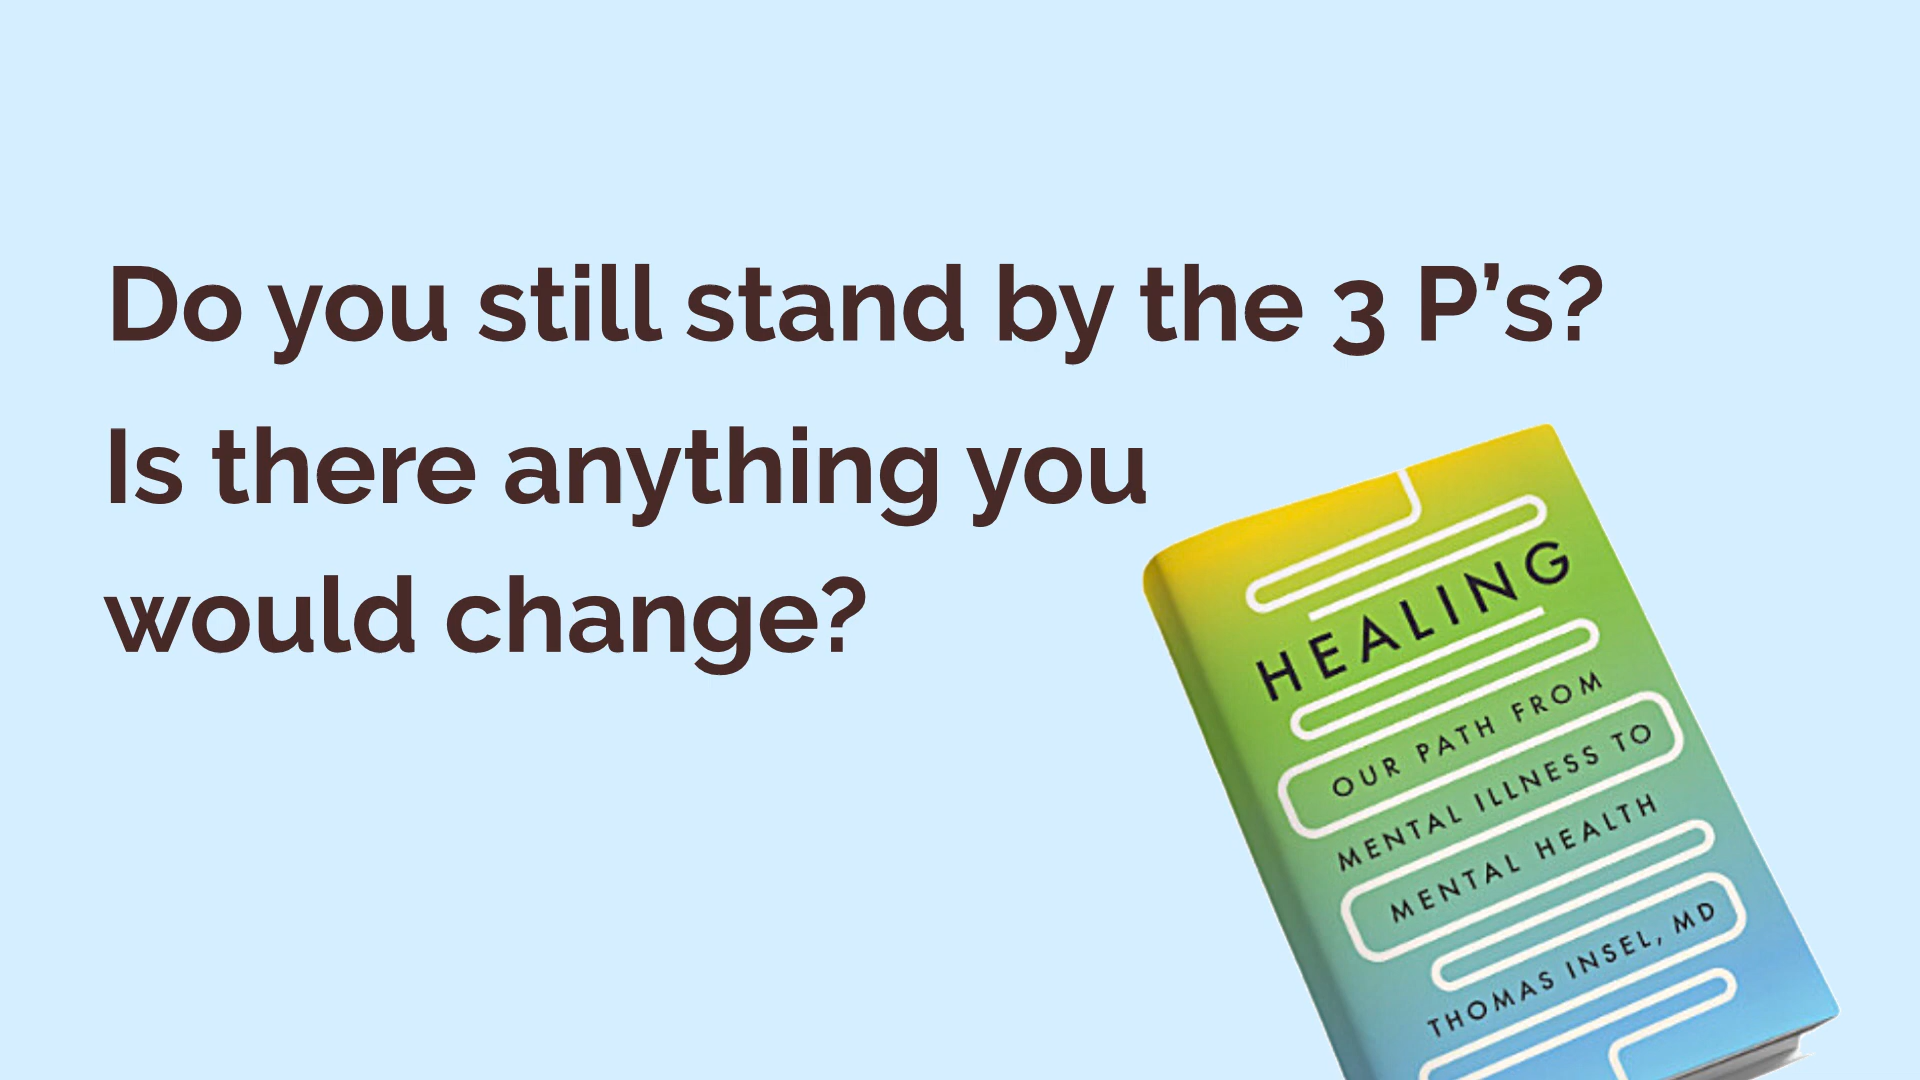 Do you still stand by the 3 P’s?
Is there anything you
would change?
HEALING
OUR PATH FROM
MENTAL ILLNESS TO
MENTAL HEALTH
THOMAS INSEL, MD